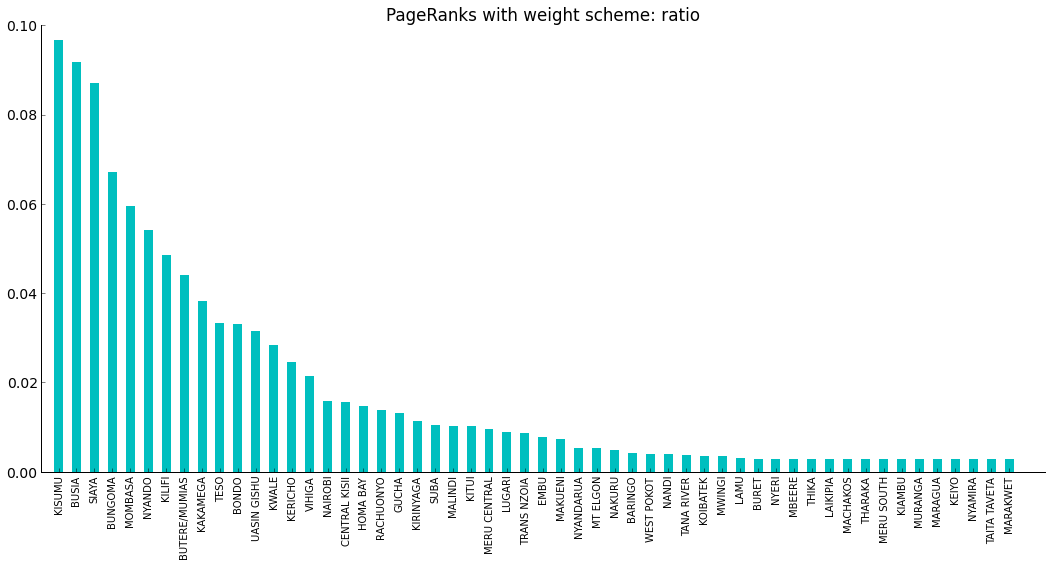 PageRanks with weight scheme: ratio
0.10
0.08
0.06
0.04
0.02
0.00
KISUMU
BUSIA
SIAYA
BUNGOMA
MOMBASA
NYANDO
KILIFI
BUTERE/MUMIAS
KAKAMEGA
TESO
BONDO
UASIN GISHU
KWALE
KERICHO
VIHIGA
NAIROBI
CENTRAL KISII
HOMA BAY
RACHUONYO
GUCHA
KIRINYAGA
SUBA
MALINDI
KITUI
MERU CENTRAL
LUGARI
TRANS NZOIA
EMBU
MAKUENI
NYANDARUA
MT ELGON
NAKURU
BARINGO
WEST POKOT
NANDI
TANA RIVER
KOIBATEK
MWINGI
LAMU
BURET
NYERI
MBEERE
THIKA
LAIKIPIA
MACHAKOS
THARAKA
MERU SOUTH
KIAMBU
MURANGA
MARAGUA
KEIYO
NYAMIRA
TAITA TAVETA
MARAKWET